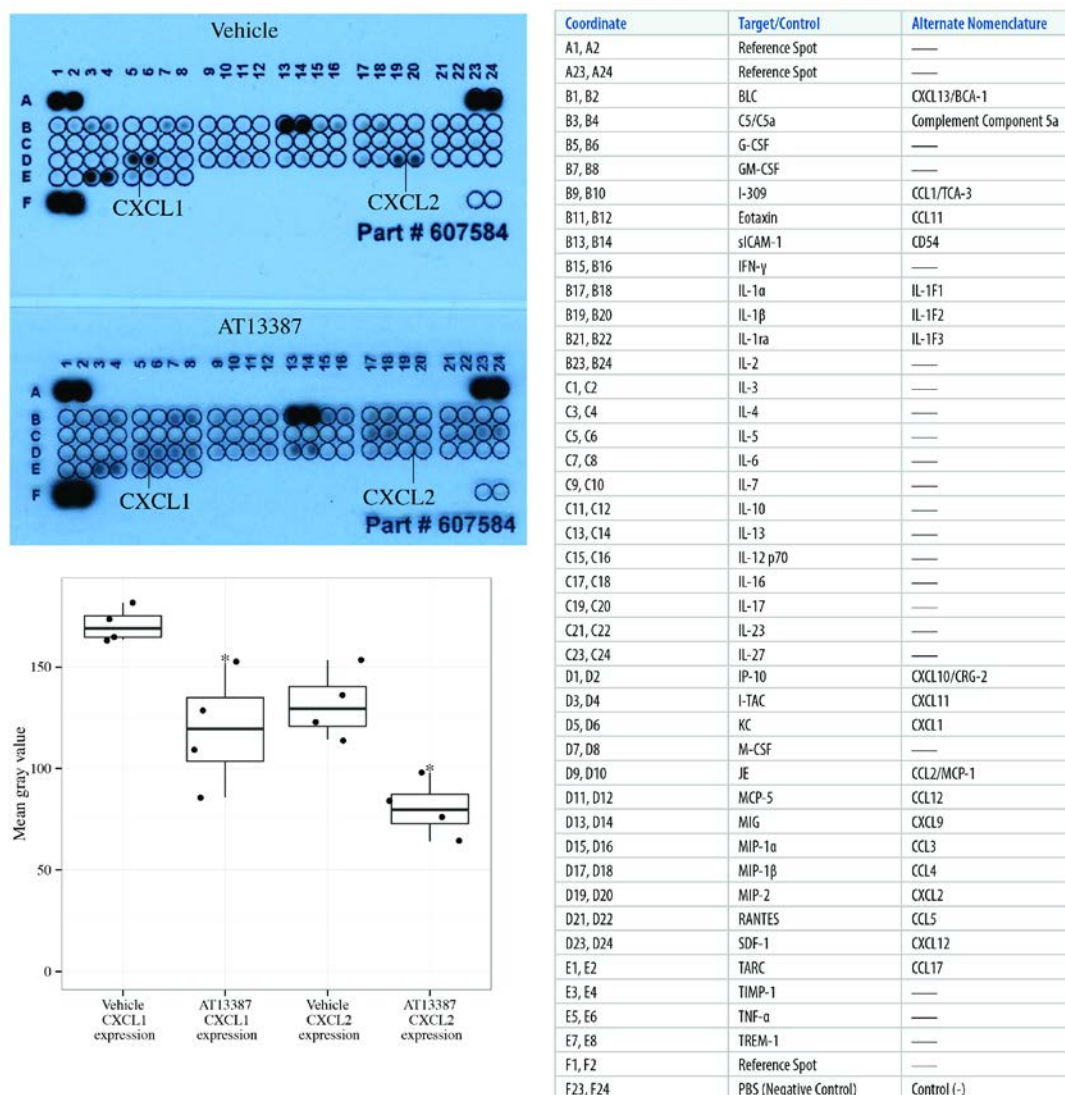 Vehicle
1 2 3 4 5 6 7 8 9 10 11 12 13 14 15 16 17 18 19 20 21 22 23 24
A
B
C
D
E
F
CXCL1 CXCL2
Part # 607584
AT13387
1 2 3 4 5 6 7 8 9 10 11 12 13 14 15 16 17 18 19 20 21 22 23 24
A
B
C
D
E
F
CXCL1 CXCL2
Part # 607584
Mean gray value
150
100
50
0
* *
Vehicle CXCL1 expression
AT13387 CXCL1 expression
Vehicle CXCL2 expression
AT13387 CXCL2 expression
Coordinate Target/Control Alternate Nomenclature
A1, A2 Reference Spot —
A23, A24 Reference Spot —
B1, B2 BLC CXCL13/BCA-1
B3, B4 C5/C5a Complement Component 5a
B5, B6 G-CSF —
B7, B8 GM-CSF —
B9, B10 I-309 CCL1/TCA-3
B11, B12 Eotaxin CCL11
B13, B14 sICAM-1 CD54
B15, B16 IFN-γ —
B17, B18 IL-1α IL-1F1
B19, B20 IL-1β IL-1F2
B21, B22 IL-1ra IL-1F3
B23, B24 IL-2 —
C1, C2 IL-3 —
C3, C4 IL-4 —
C5, C6 IL-5 —
C7, C8 IL-6 —
C9, C10 IL-7 —
C11, C12 IL-10 —
C13, C14 IL-13 —
C15, C16 IL-12 p70 —
C17, C18 IL-16 —
C19, C20 IL-17 —
C21, C22 IL-23 —
C23, C24 IL-27 —
D1, D2 IP-10 CXCL10/CRG-2
D3, D4 I-TAC CXCL11
D5, D6 KC CXCL1
D7, D8 M-CSF —
D9, D10 JE CCL2/MCP-1
D11, D12 MCP-5 CCL12
D13, D14 MIG CXCL9
D15, D16 MIP-1α CCL3
D17, D18 MIP-1β CCL4
D19, D20 MIP-2 CXCL2
D21, D22 RANTES CCL5
D23, D24 SDF-1 CXCL12
E1, E2 TARC CCL17
E3, E4 TIMP-1 —
E5, E6 TNF-α —
E7, E8 TREM-1 —
F1, F2 Reference Spot —
F23, F24 PBS (Negative Control) Control (-)